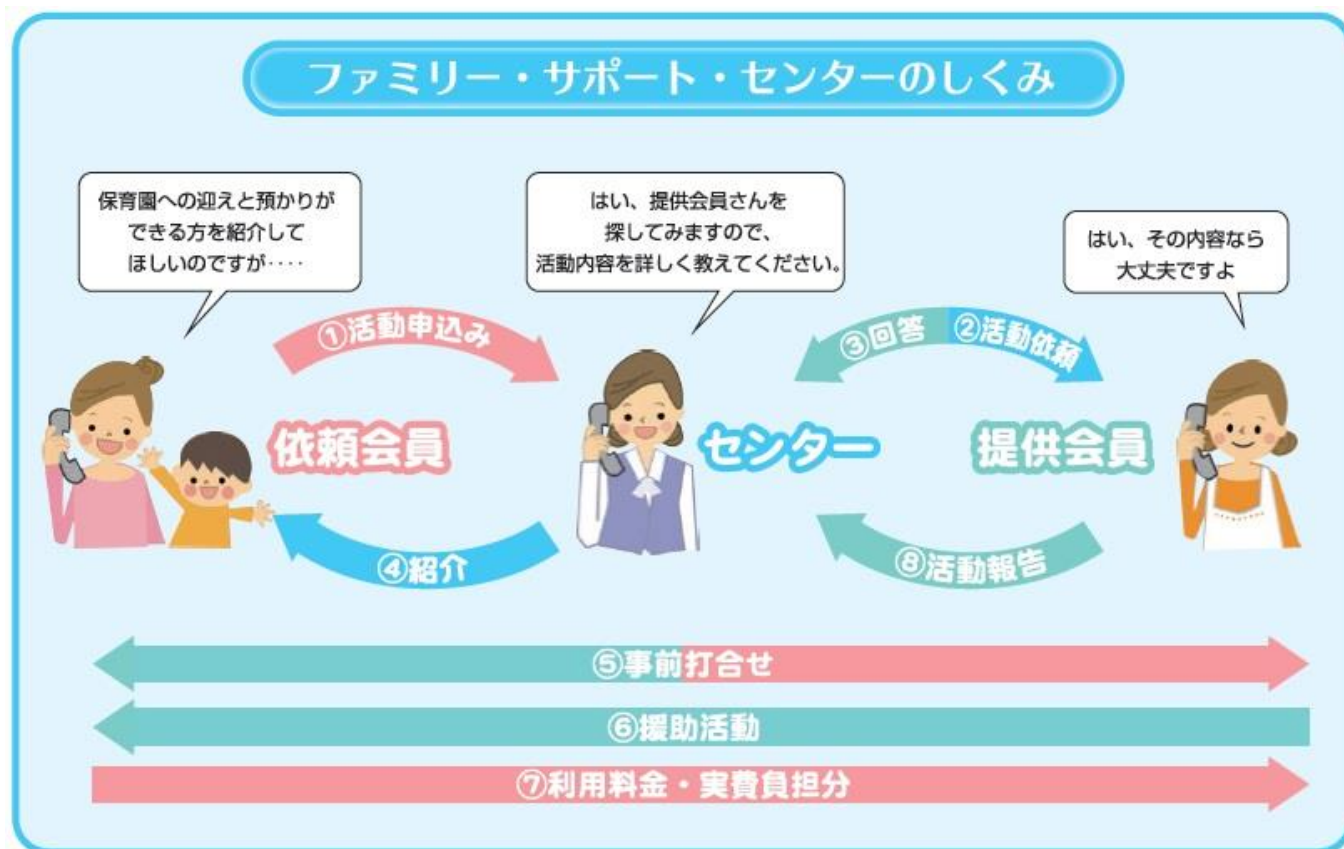 ファミリー・サポート・センターのしくみ
保育園への迎えと預かりが
できる方を紹介して
ほしいのですが‥‥
はい、提供会員さんを
探してみますので、
活動内容を詳しく教えてください。
はい、その内容なら
大丈夫ですよ
①活動申込み
③回答
②活動依頼
依頼会員
センター
提供会員
④紹介
⑧活動報告
⑤事前打合せ
⑥援助活動
⑦利用料金・実費負担分